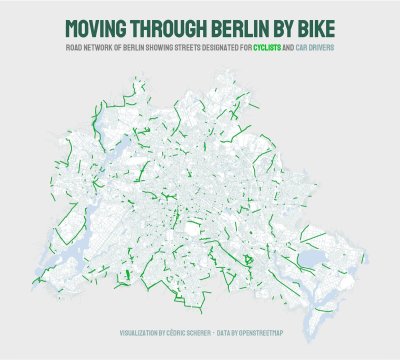 MOVING THROUGH BERLIN BY BIKE
ROAD NETWORK OF BERLIN SHOWING STREETS DESIGNATED FOR CYCLISTS AND CAR DRIVERS
VISUALIZATION BY CÉDRIC SCHERER • DATA BY OPENSTREETMAP